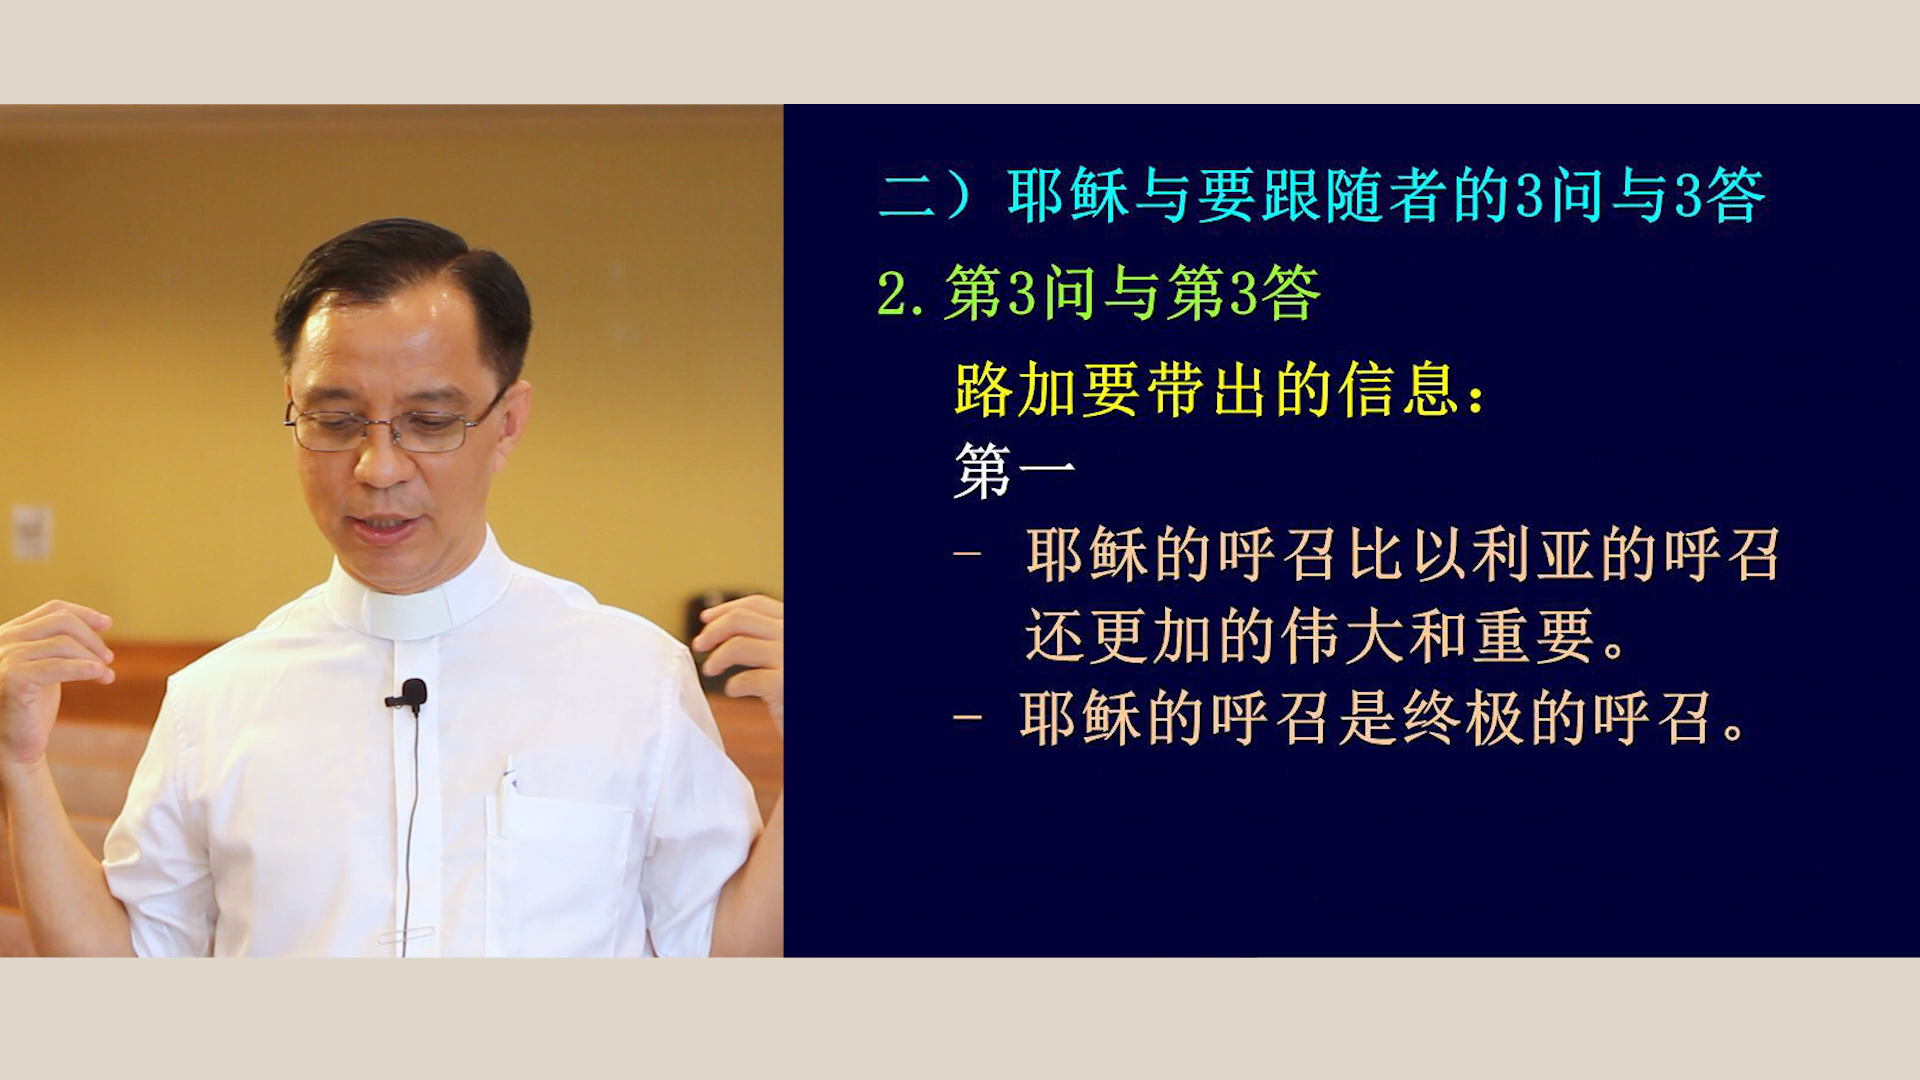 二）耶稣与要跟随者的3问与3答
2.第3问与第3答
路加要带出的信息：
第一
– 耶稣的呼召比以利亚的呼召
还更加的伟大和重要。
– 耶稣的呼召是终极的呼召。